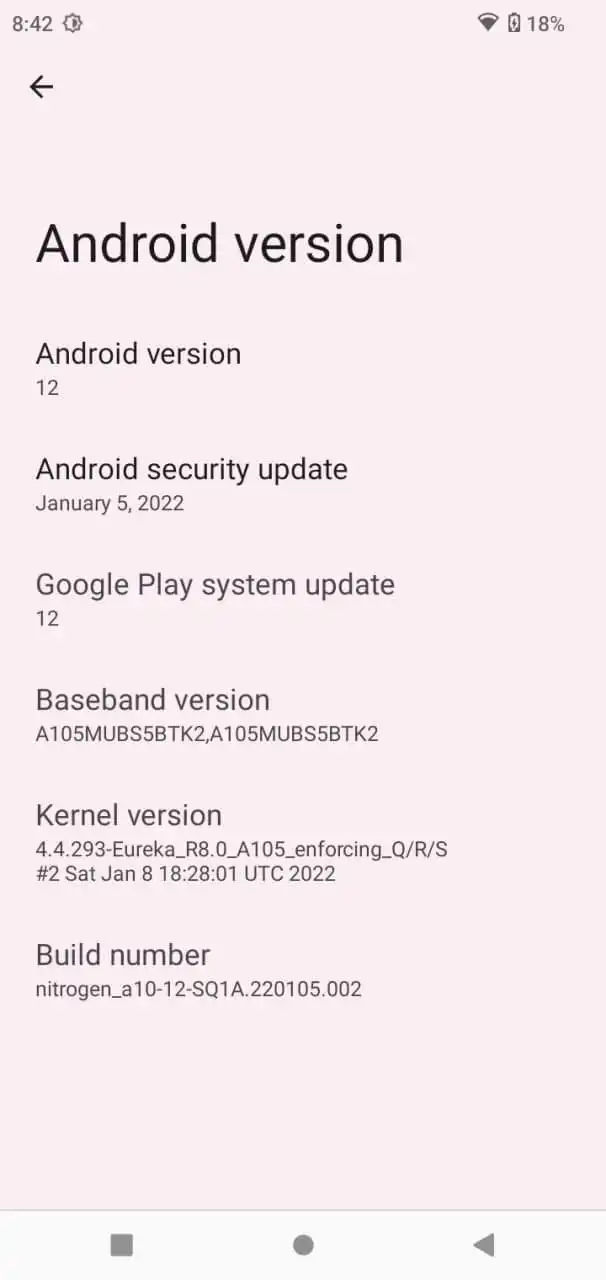 8:42 18%
Android version
Android version
12
Android security update
January 5, 2022
Google Play system update
12
Baseband version
A105MUBS5BTK2,A105MUBS5BTK2
Kernel version
4.4.293-Eureka_R8.0_A105_enforcing_Q/R/S
#2 Sat Jan 8 18:28:01 UTC 2022
Build number
nitrogen_a10-12-SQ1A.220105.002